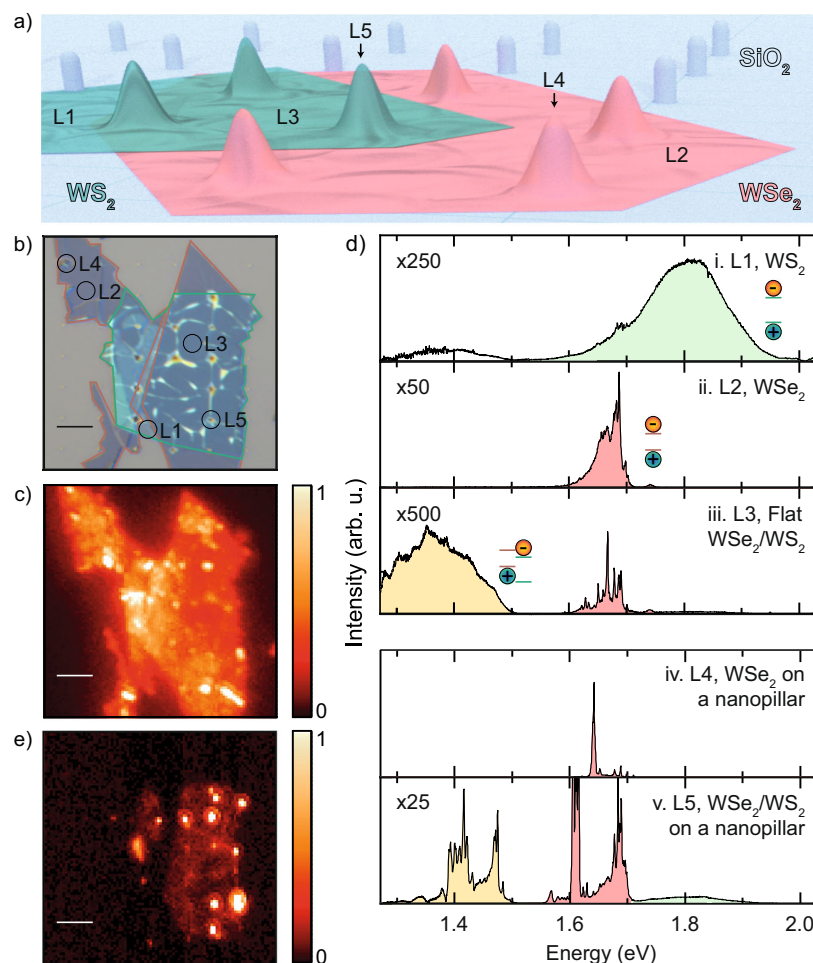 a)
L5
L4
SiO₂
L1
L3
L2
WS₂
WSe₂
b)
L4
L2
L3
L5
L1
c)
1
0
e)
1
0
d)
x250
i. L1, WS₂
-
+
x50
ii. L2, WSe₂
-
+
x500
iii. L3, Flat
WSe₂/WS₂
-
+
iv. L4, WSe₂ on
a nanopillar
x25
v. L5, WSe₂/WS₂
on a nanopillar
Intensity (arb. u.)
1.4 1.6 1.8 2.0
Energy (eV)